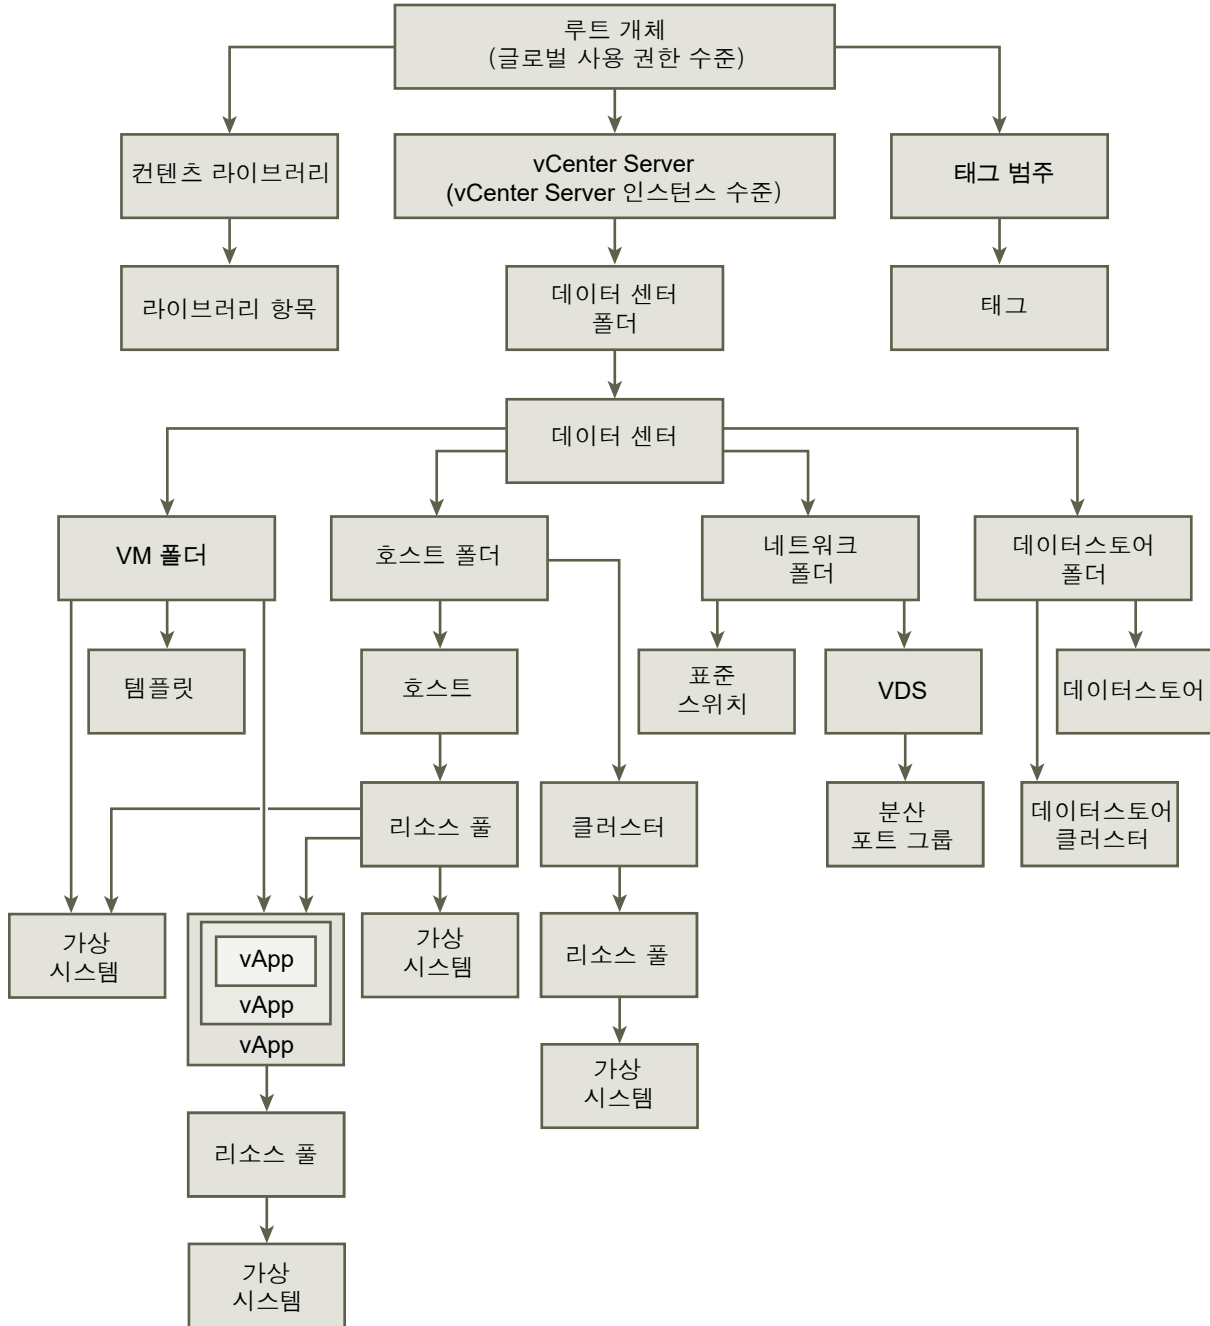 루트 개체
(글로벌 사용 권한 수준)
컨텐츠 라이브러리
vCenter Server
(vCenter Server 인스턴스 수준)
태그 범주
라이브러리 항목
데이터 센터
폴더
태그
데이터 센터
VM 폴더
호스트 폴더
네트워크
폴더
데이터스토어
폴더
템플릿
호스트
표준
스위치
VDS
데이터스토어
리소스 풀
클러스터
분산
포트 그룹
데이터스토어
클러스터
가상
시스템
vApp
vApp
vApp
가상
시스템
리소스 풀
가상
시스템
리소스 풀
가상
시스템